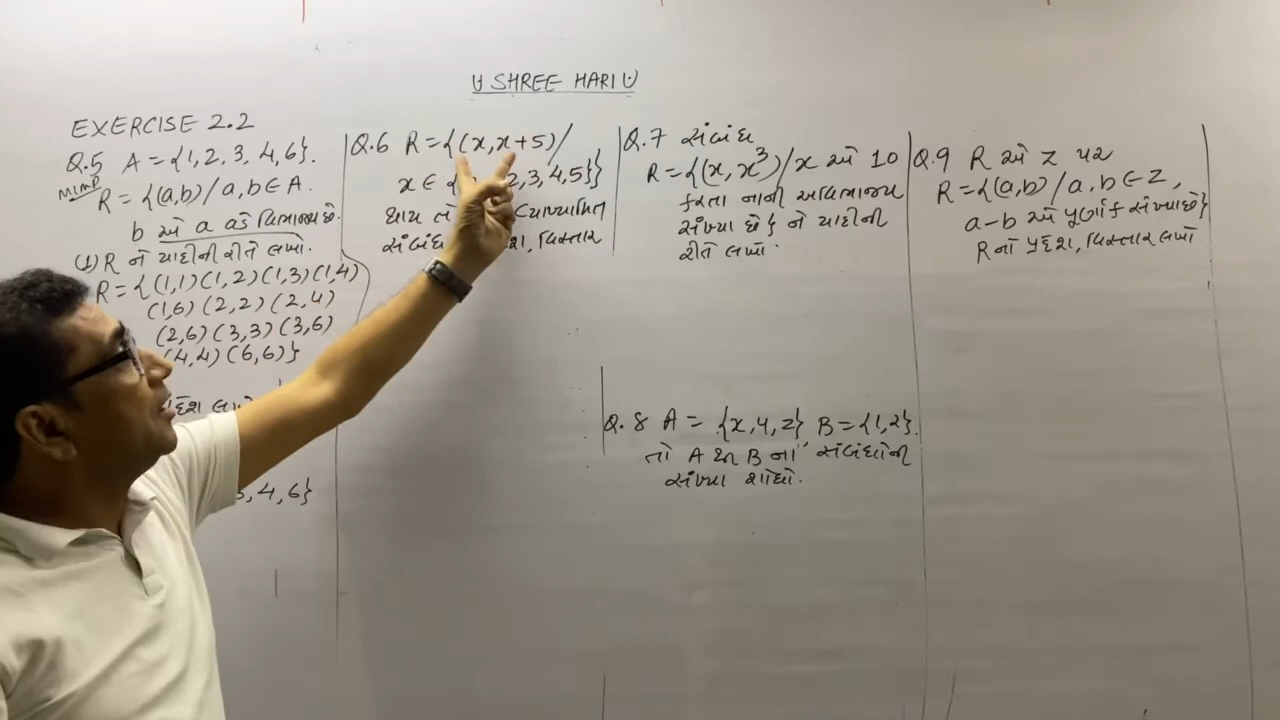 SHREE HARI
EXERCISE 2.2
Q.5 A = {1,2,3,4,6}.
MIMP
R = {(a,b) / a,b ∈ A.
b એ a વડે વિભાજ્ય છે.
(1) R ને યાદીની રીતે લખો.
R = {(1,1)(1,2)(1,3)(1,4)
(1,6)(2,2)(2,4)
(2,6)(3,3)(3,6)
(4,4)(6,6)}
, 4, 6}
Q.6 R = {(x, x+5) /
x ∈ { 2,3,4,5}}
થાય તે વ્યાખ્યાયિત
સંબંધ વિસ્તાર
Q.7 સંબંધ
R = {(x, x³) / x એ 10
કરતા નાની અવિભાજ્ય
સંખ્યા છે} ને યાદીની
રીતે લખો.
Q.8 A = {x,y,z} B = {1,2}.
તો A થી B ના સંબંધોની
સંખ્યા શોધો.
Q.9 R એ Z પર
R = {(a,b) / a,b ∈ Z,
a-b એ પૂર્ણાંક સંખ્યા છે}
R નો પ્રદેશ, વિસ્તાર લખો